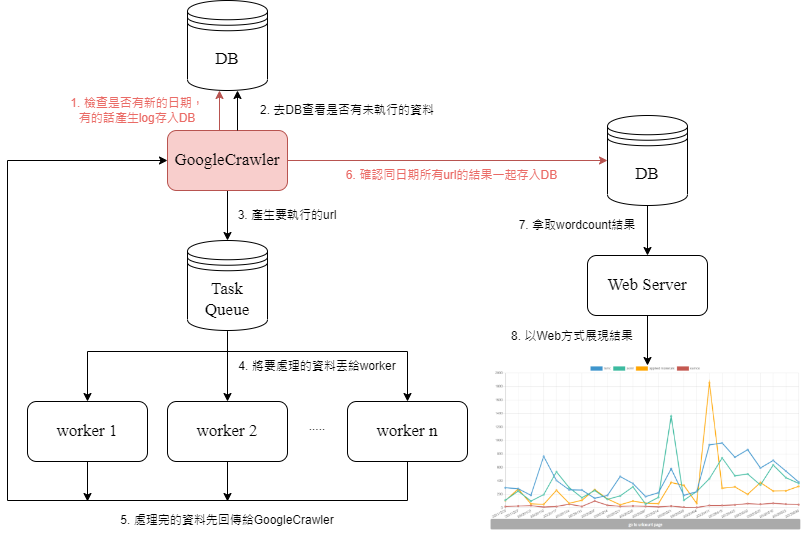 DB
1. 檢查是否有新的日期，
有的話產生log存入DB
2. 去DB查看是否有未執行的資料
GoogleCrawler
DB
6. 確認同日期所有url的結果一起存入DB
3. 產生要執行的url
7. 拿取wordcount結果
Task
Queue
Web Server
8. 以Web方式展現結果
4. 將要處理的資料丟給worker
worker 1
worker 2
.....
worker n
5. 處理完的資料先回傳給GoogleCrawler